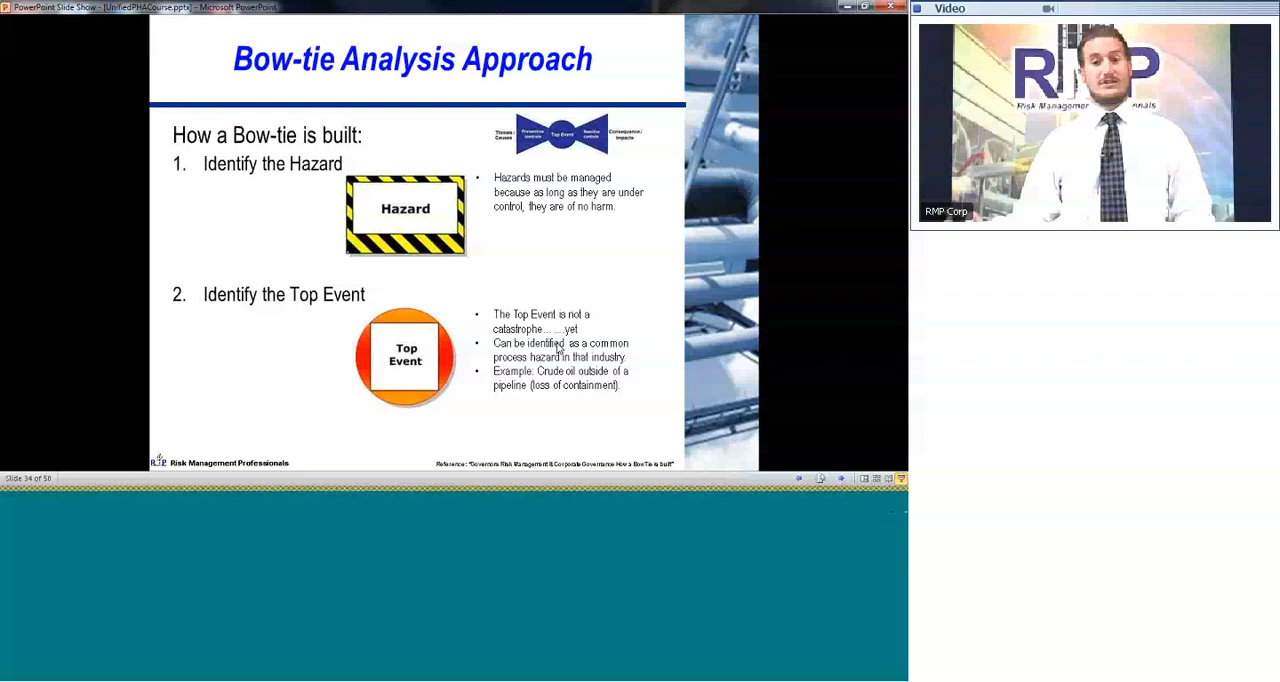 PowerPoint Slide Show - [UnifiedPHACourse.pptx] - Microsoft PowerPoint
Video
Bow-tie Analysis Approach
How a Bow-tie is built:
Threats / Causes
Preventive controls
Top Event
Reactive controls
Consequence / Impacts
1. Identify the Hazard
Hazard
• Hazards must be managed
because as long as they are under
control, they are of no harm.
2. Identify the Top Event
Top
Event
• The Top Event is not a
catastrophe.......yet
• Can be identified as a common
process hazard in that industry.
• Example: Crude oil outside of a
pipeline (loss of containment).
RMP Risk Management Professionals
Reference: "Governors Risk Management & Corporate Governance How a BowTie is built"
Slide 34 of 50
R P
Risk Managemen nals
RMP Corp